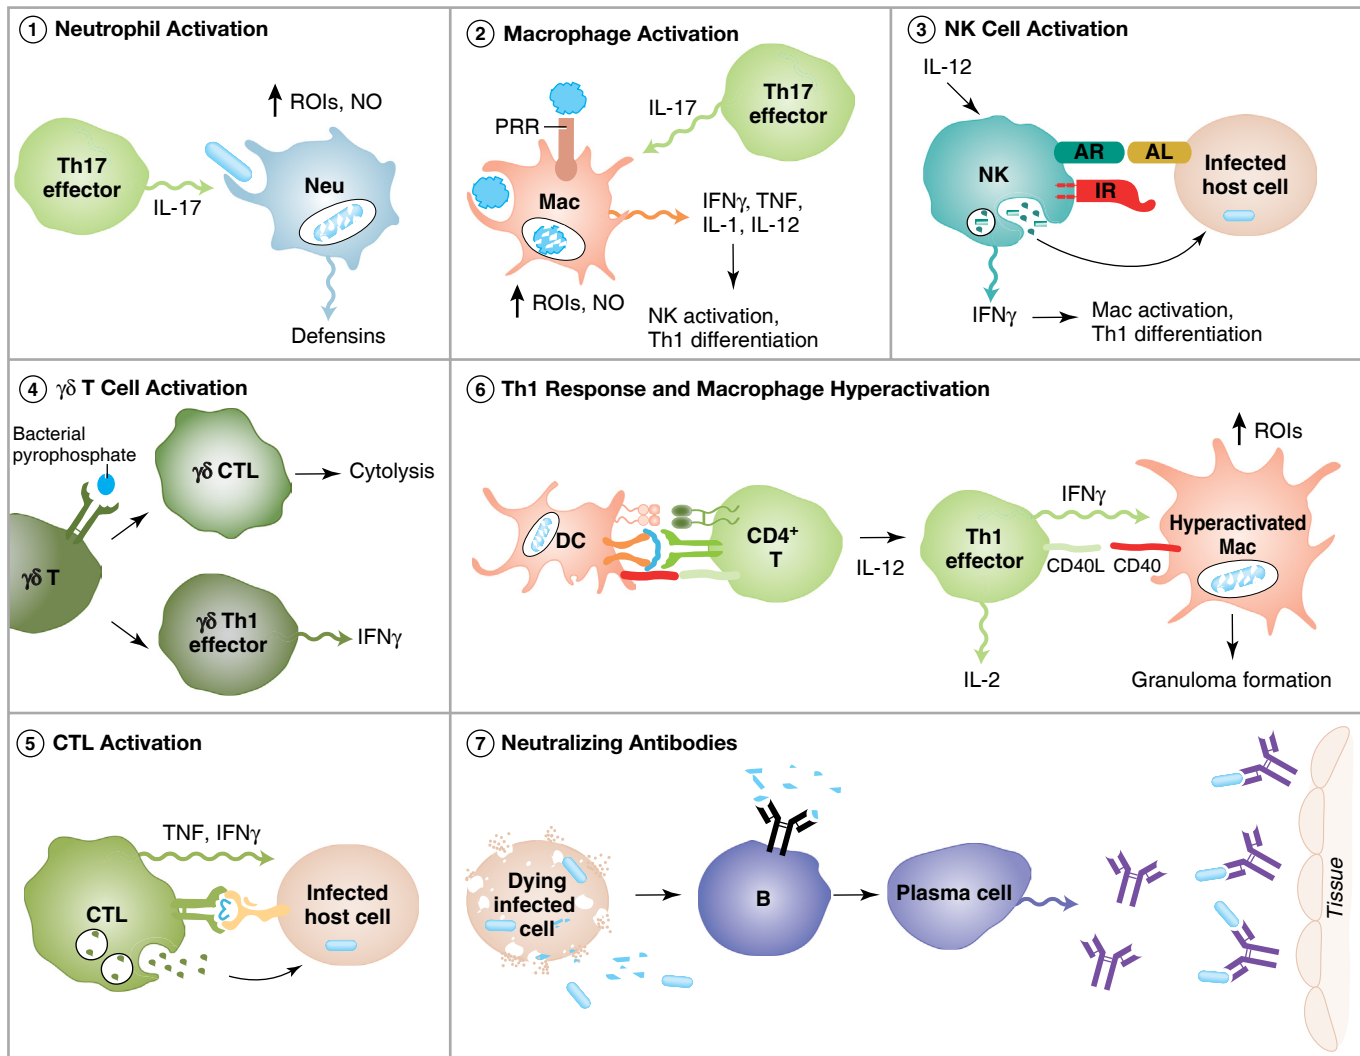 1 Neutrophil Activation
ROIs, NO
Th17
effector
IL-17
Neu
Defensins
2 Macrophage Activation
PRR
IL-17
Th17
effector
Mac
IFNγ, TNF,
IL-1, IL-12
ROIs, NO
NK activation,
Th1 differentiation
3 NK Cell Activation
IL-12
NK
AR
AL
IR
Infected
host cell
IFNγ
Mac activation,
Th1 differentiation
4 γδ T Cell Activation
Bacterial
pyrophosphate
γδ T
γδ CTL
Cytolysis
γδ Th1
effector
IFNγ
5 CTL Activation
TNF, IFNγ
CTL
Infected
host cell
6 Th1 Response and Macrophage Hyperactivation
DC
CD4⁺
T
IL-12
Th1
effector
IFNγ
CD40L
CD40
ROIs
Hyperactivated
Mac
IL-2
Granuloma formation
7 Neutralizing Antibodies
Dying
infected
cell
B
Plasma cell
Tissue